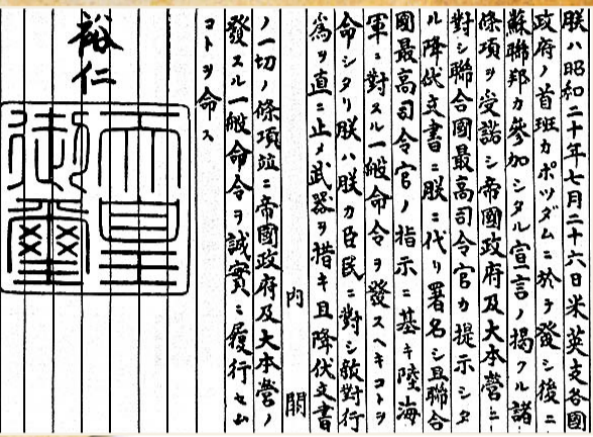 朕ハ昭和二十年七月二十六日米英支各國
政府ノ首班カポツダムニ於テ發シ後ニ
蘇聯邦カ參加シタル宣言ノ掲クル諸
條項ヲ受諾シ帝國政府及大本營ニ
對シ聯合國最高司令官カ提示シタ
ル降伏文書ニ朕ニ代リ署名シ且聯合
國最高司令官ノ指示ニ基キ陸海
軍ニ對スル一般命令ヲ發スヘキコトヲ
命シタリ朕ハ朕カ臣民ニ對シ敵對行
爲ヲ直ニ止メ武器ヲ措キ且降伏文書
内閣
ノ一切ノ條項竝ニ帝國政府及大本營ノ
發スル一般命令ヲ誠實ニ履行セム
コトヲ命ス
裕仁
天皇
御璽